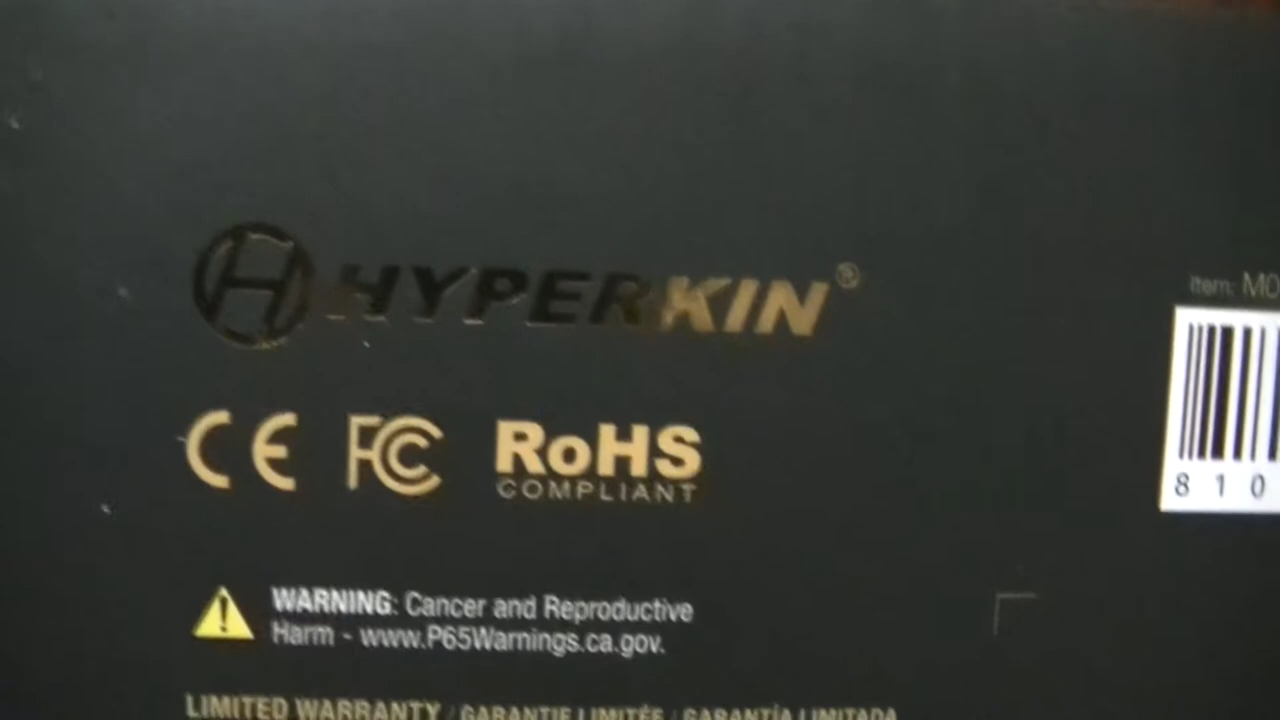 HYPERKIN®
Item: MO
CE FC RoHS
COMPLIANT
810
WARNING: Cancer and Reproductive
Harm - www.P65Warnings.ca.gov.
LIMITED WARRANTY / GARANTIE LIMITÉE / GARANTÍA LIMITADA